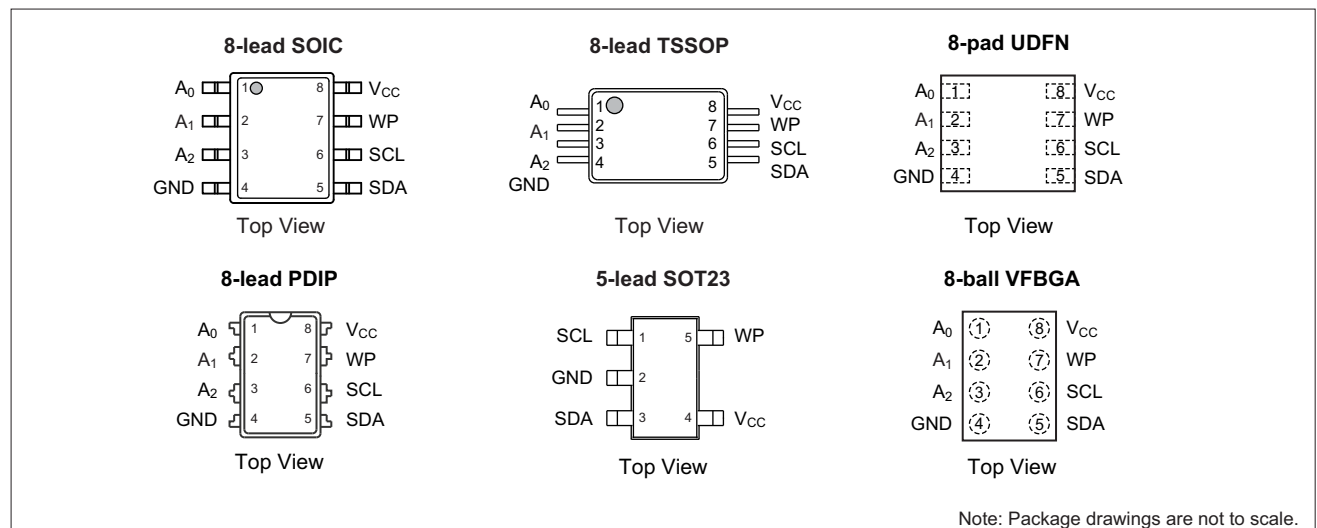 8-lead SOIC
A₀ 1 8 V_CC
A₁ 2 7 WP
A₂ 3 6 SCL
GND 4 5 SDA
Top View
8-lead TSSOP
A₀ 1 8 V_CC
A₁ 2 7 WP
A₂ 3 6 SCL
GND 4 5 SDA
Top View
8-pad UDFN
A₀ 1 8 V_CC
A₁ 2 7 WP
A₂ 3 6 SCL
GND 4 5 SDA
Top View
8-lead PDIP
A₀ 1 8 V_CC
A₁ 2 7 WP
A₂ 3 6 SCL
GND 4 5 SDA
Top View
5-lead SOT23
SCL 1 5 WP
GND 2
SDA 3 4 V_CC
Top View
8-ball VFBGA
A₀ 1 8 V_CC
A₁ 2 7 WP
A₂ 3 6 SCL
GND 4 5 SDA
Top View
Note: Package drawings are not to scale.